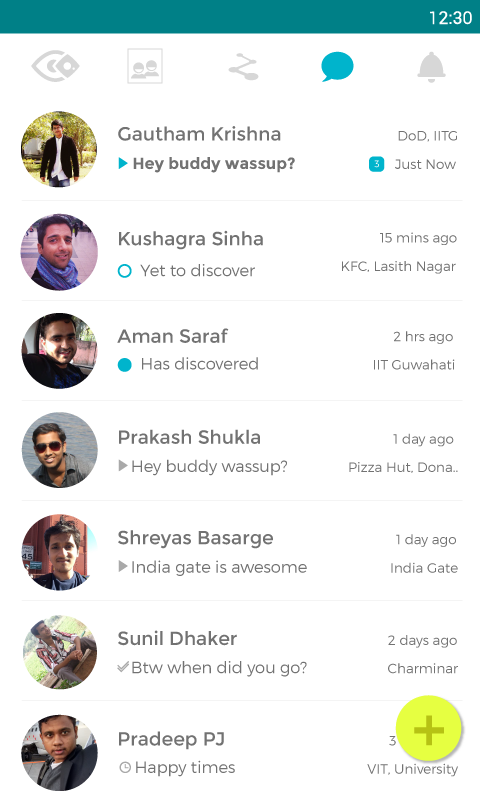 12:30
Gautham Krishna
DoD, IITG
Hey buddy wassup?
3
Just Now
Kushagra Sinha
15 mins ago
Yet to discover
KFC, Lasith Nagar
Aman Saraf
2 hrs ago
Has discovered
IIT Guwahati
Prakash Shukla
1 day ago
Hey buddy wassup?
Pizza Hut, Dona..
Shreyas Basarge
1 day ago
India gate is awesome
India Gate
Sunil Dhaker
2 days ago
Btw when did you go?
Charminar
Pradeep PJ
3
Happy times
VIT, University